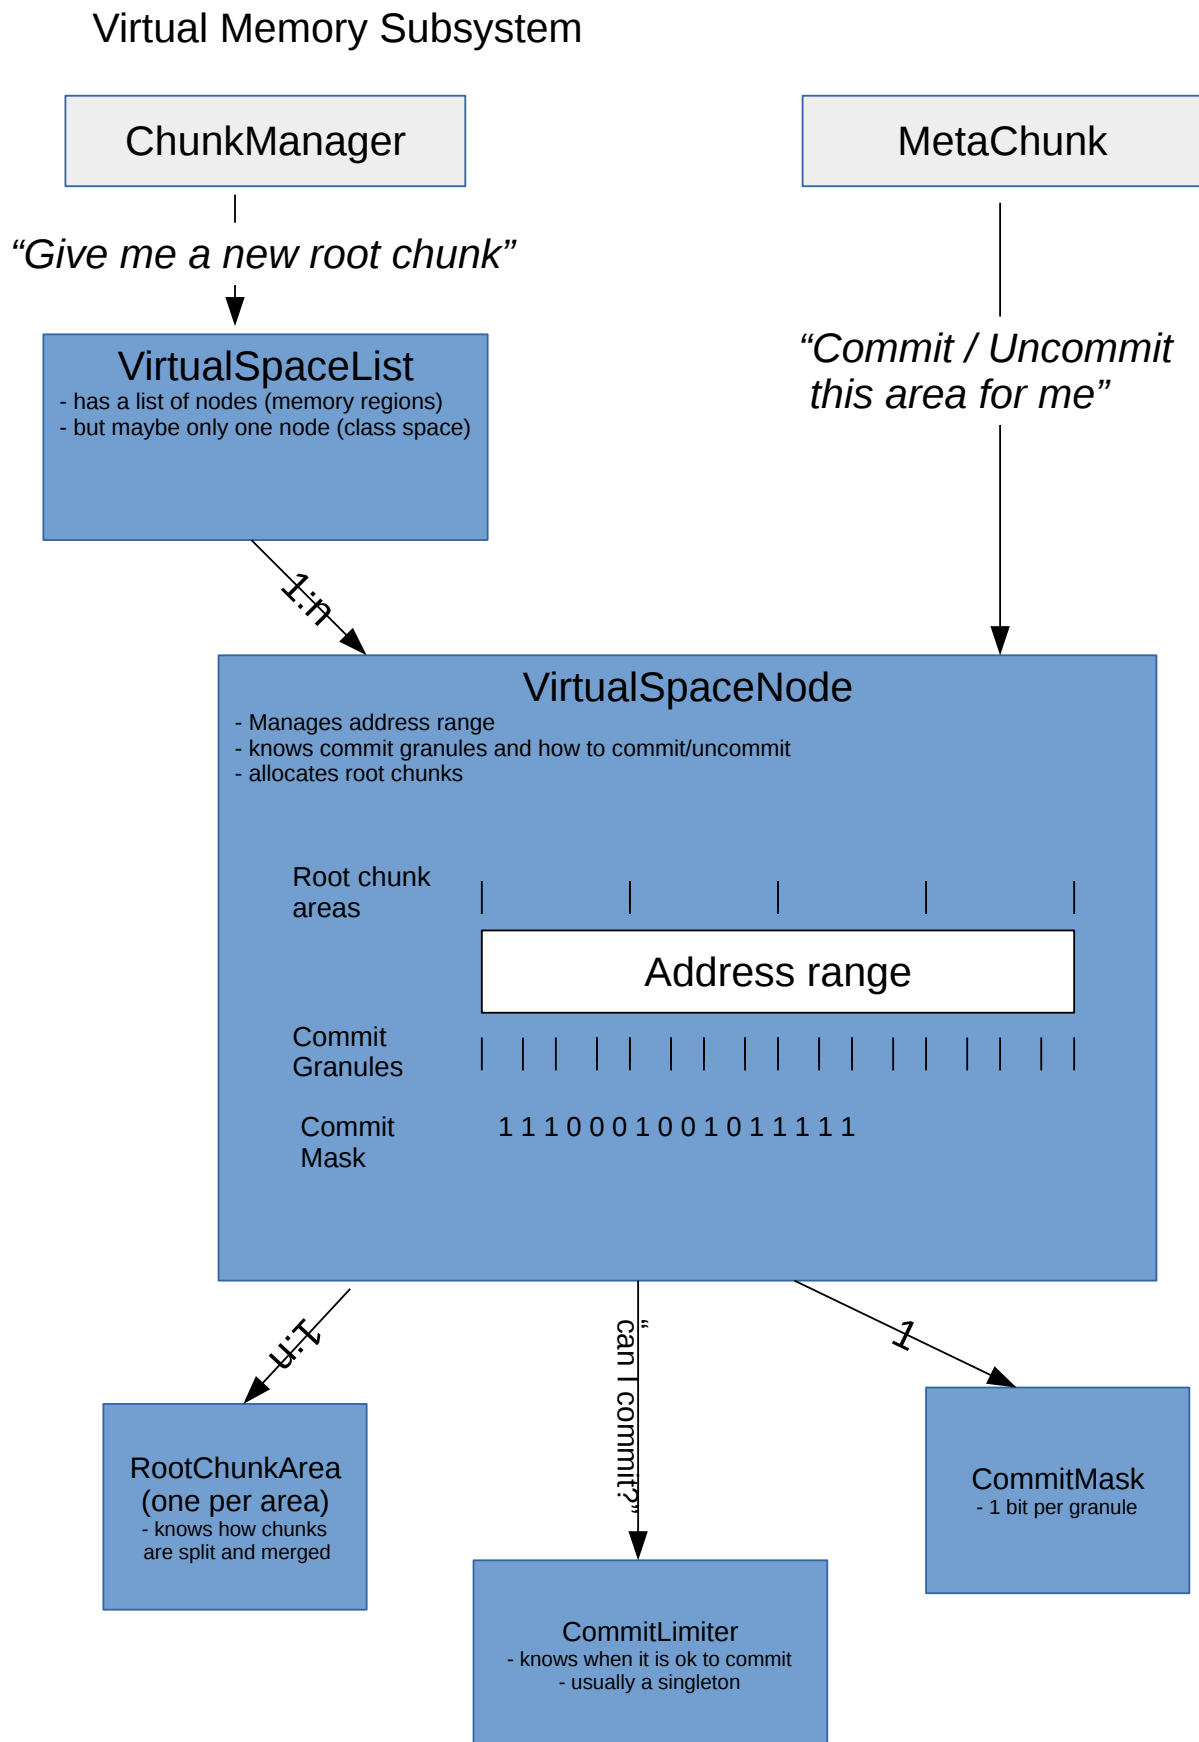 Virtual Memory Subsystem
ChunkManager
MetaChunk
“Give me a new root chunk”
“Commit / Uncommit
this area for me”
VirtualSpaceList
- has a list of nodes (memory regions)
- but maybe only one node (class space)
1:n
VirtualSpaceNode
- Manages address range
- knows commit granules and how to commit/uncommit
- allocates root chunks
Root chunk
areas
Address range
Commit
Granules
Commit
Mask
1 1 1 0 0 0 1 0 0 1 0 1 1 1 1 1
1:n
“can I commit?”
1
RootChunkArea
(one per area)
- knows how chunks
are split and merged
CommitMask
- 1 bit per granule
CommitLimiter
- knows when it is ok to commit
- usually a singleton